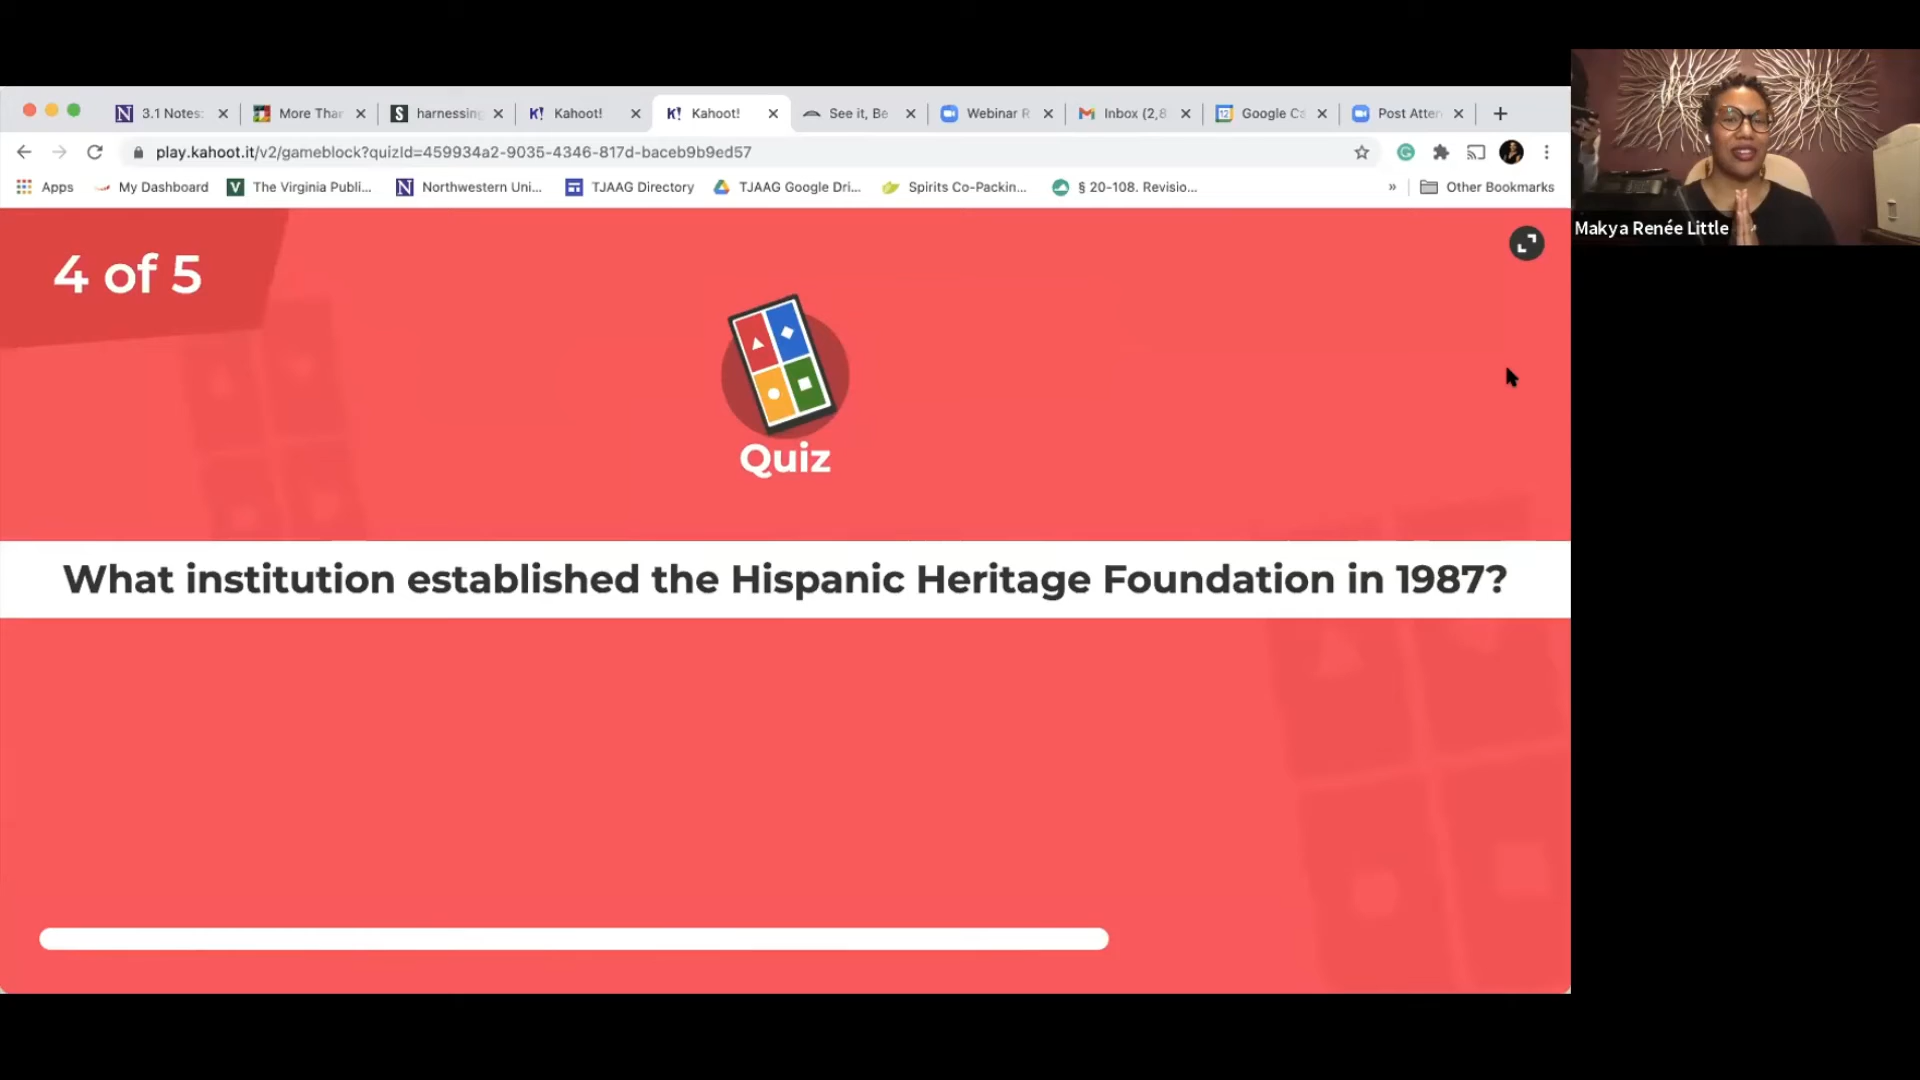 3.1 Notes:
More Than
harnessing
K! Kahoot!
K! Kahoot!
See it, Be
Webinar R
Inbox (2,8
Google Ca
Post Atten
play.kahoot.it/v2/gameblock?quizId=459934a2-9035-4346-817d-baceb9b9ed57
Apps
My Dashboard
The Virginia Publi...
Northwestern Uni...
TJAAG Directory
TJAAG Google Dri...
Spirits Co-Packin...
§ 20-108. Revisio...
»
Other Bookmarks
Makya Renée Little
4 of 5
Quiz
What institution established the Hispanic Heritage Foundation in 1987?